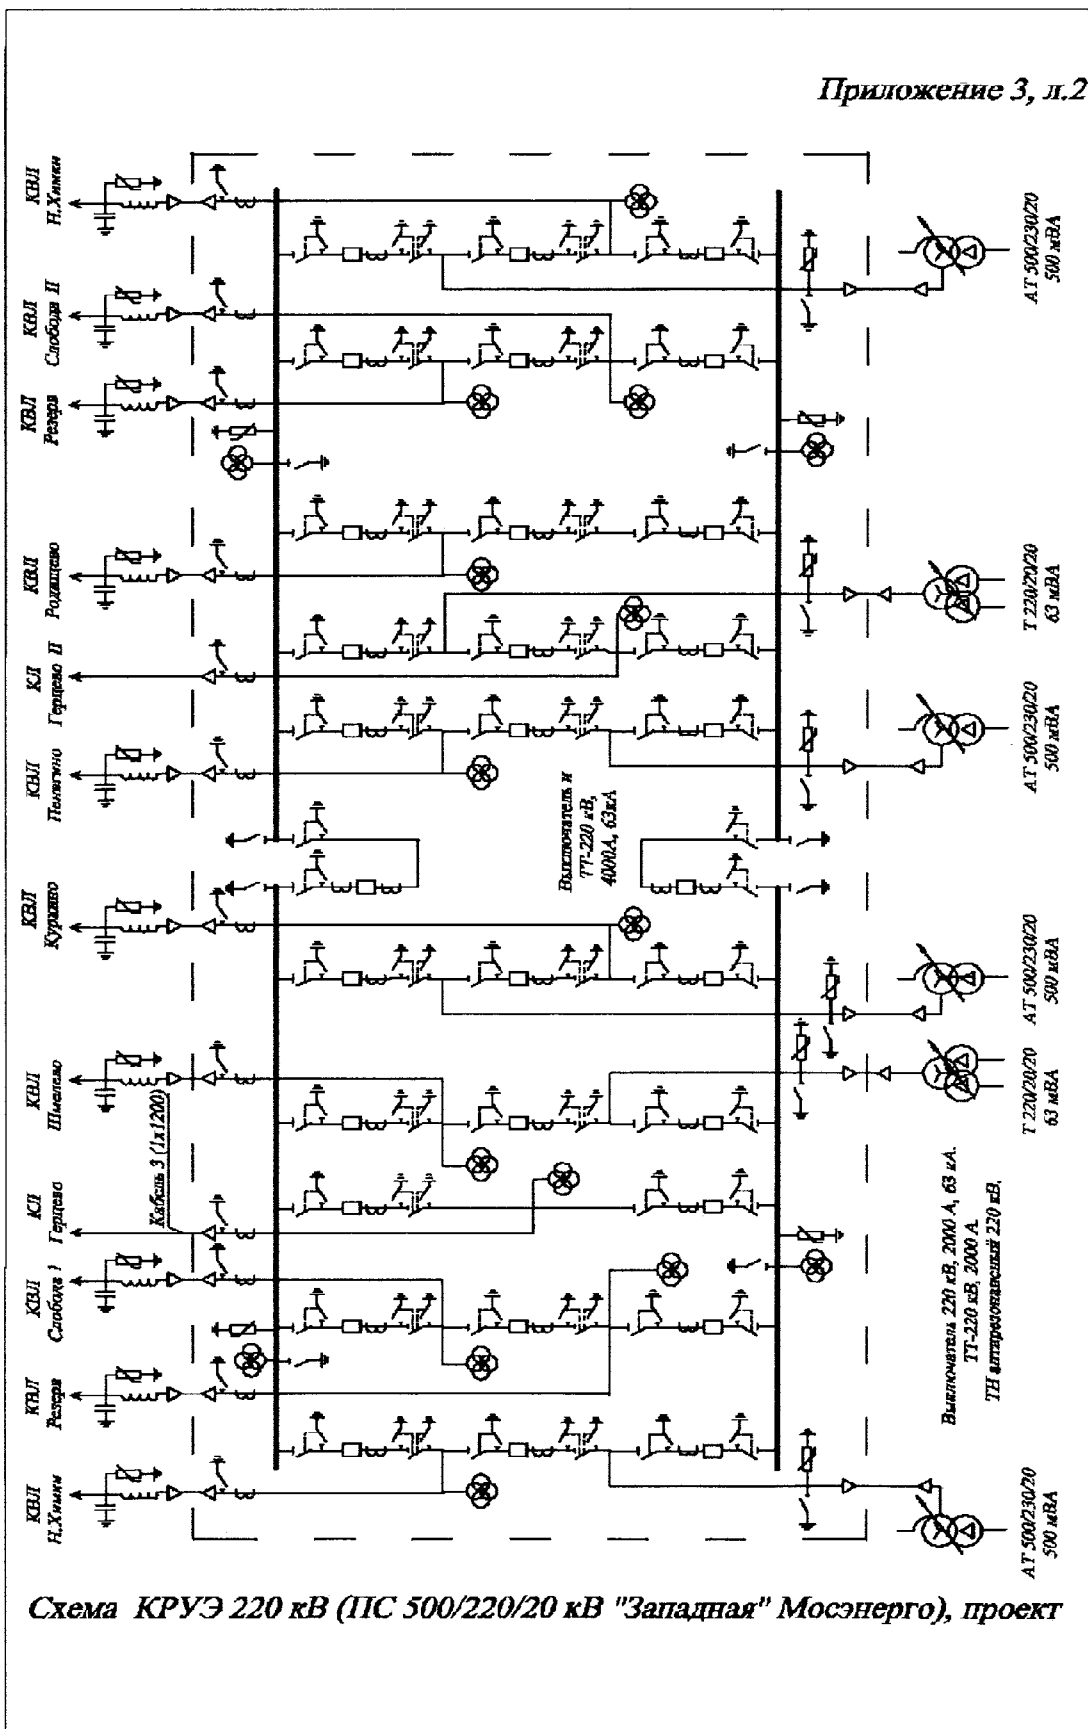 Приложение 3, л.2
КВЛ
Н.Химки
КВЛ
Слобода II
КВЛ
Резерв
КВЛ
Родищево
КЛ
Герцево II
КВЛ
Пенягино
КВЛ
Куркино
КВЛ
Шмелево
КЛ
Герцево
КВЛ
Слобода 1
КВЛ
Резерв
КВЛ
Н.Химки
Кабель 3 (1x1200)
Выключатель и
ТТ-220 кВ,
4000А, 63кА
АТ 500/230/20
500 мВА
Т 220/20/20
63 мВА
АТ 500/230/20
500 мВА
АТ 500/230/20
500 мВА
Т 220/20/20
63 мВА
АТ 500/230/20
500 мВА
Выключатель 220 кВ, 2000 А, 63 кА.
ТТ-220 кВ, 2000 А.
ТН антирезонансный 220 кВ,
Схема КРУЭ 220 кВ (ПС 500/220/20 кВ "Западная" Мосэнерго), проект